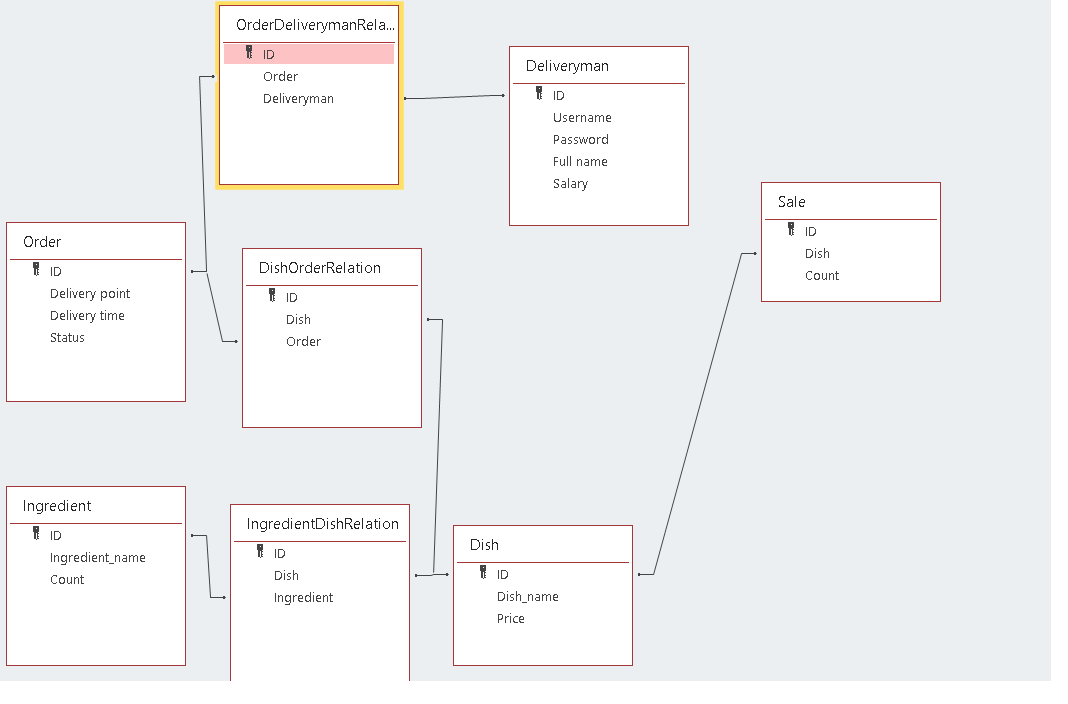 OrderDeliverymanRela...
ID
Order
Deliveryman
Deliveryman
ID
Username
Password
Full name
Salary
Sale
ID
Dish
Count
Order
ID
Delivery point
Delivery time
Status
DishOrderRelation
ID
Dish
Order
Ingredient
ID
Ingredient_name
Count
IngredientDishRelation
ID
Dish
Ingredient
Dish
ID
Dish_name
Price